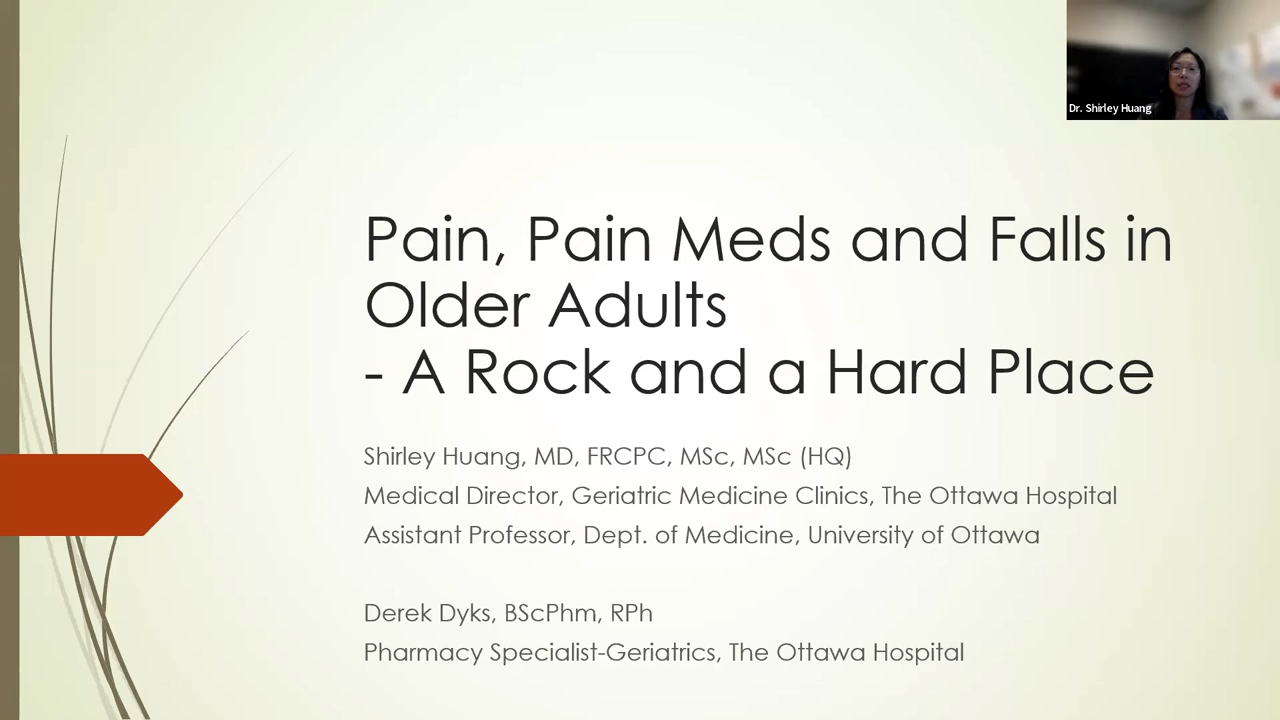 Dr. Shirley Huang
Pain, Pain Meds and Falls in
Older Adults
- A Rock and a Hard Place
Shirley Huang, MD, FRCPC, MSc, MSc (HQ)
Medical Director, Geriatric Medicine Clinics, The Ottawa Hospital
Assistant Professor, Dept. of Medicine, University of Ottawa
Derek Dyks, BScPhm, RPh
Pharmacy Specialist-Geriatrics, The Ottawa Hospital